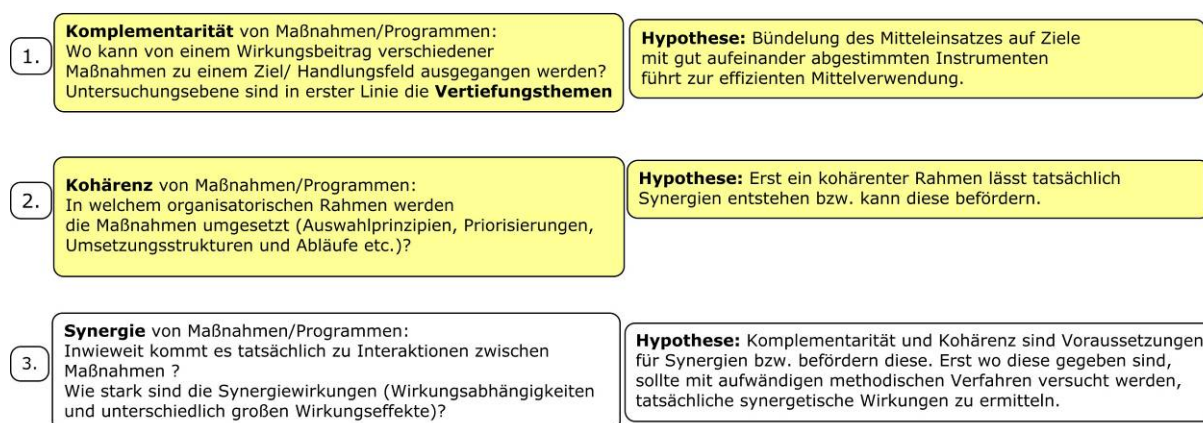 1.
Komplementarität von Maßnahmen/Programmen:
Wo kann von einem Wirkungsbeitrag verschiedener
Maßnahmen zu einem Ziel/ Handlungsfeld ausgegangen werden?
Untersuchungsebene sind in erster Linie die Vertiefungsthemen
Hypothese: Bündelung des Mitteleinsatzes auf Ziele
mit gut aufeinander abgestimmten Instrumenten
führt zur effizienten Mittelverwendung.
2.
Kohärenz von Maßnahmen/Programmen:
In welchem organisatorischen Rahmen werden
die Maßnahmen umgesetzt (Auswahlprinzipien, Priorisierungen,
Umsetzungsstrukturen und Abläufe etc.)?
Hypothese: Erst ein kohärenter Rahmen lässt tatsächlich
Synergien entstehen bzw. kann diese befördern.
3.
Synergie von Maßnahmen/Programmen:
Inwieweit kommt es tatsächlich zu Interaktionen zwischen
Maßnahmen ?
Wie stark sind die Synergiewirkungen (Wirkungsabhängigkeiten
und unterschiedlich großen Wirkungseffekte)?
Hypothese: Komplementarität und Kohärenz sind Voraussetzungen
für Synergien bzw. befördern diese. Erst wo diese gegeben sind,
sollte mit aufwändigen methodischen Verfahren versucht werden,
tatsächliche synergetische Wirkungen zu ermitteln.